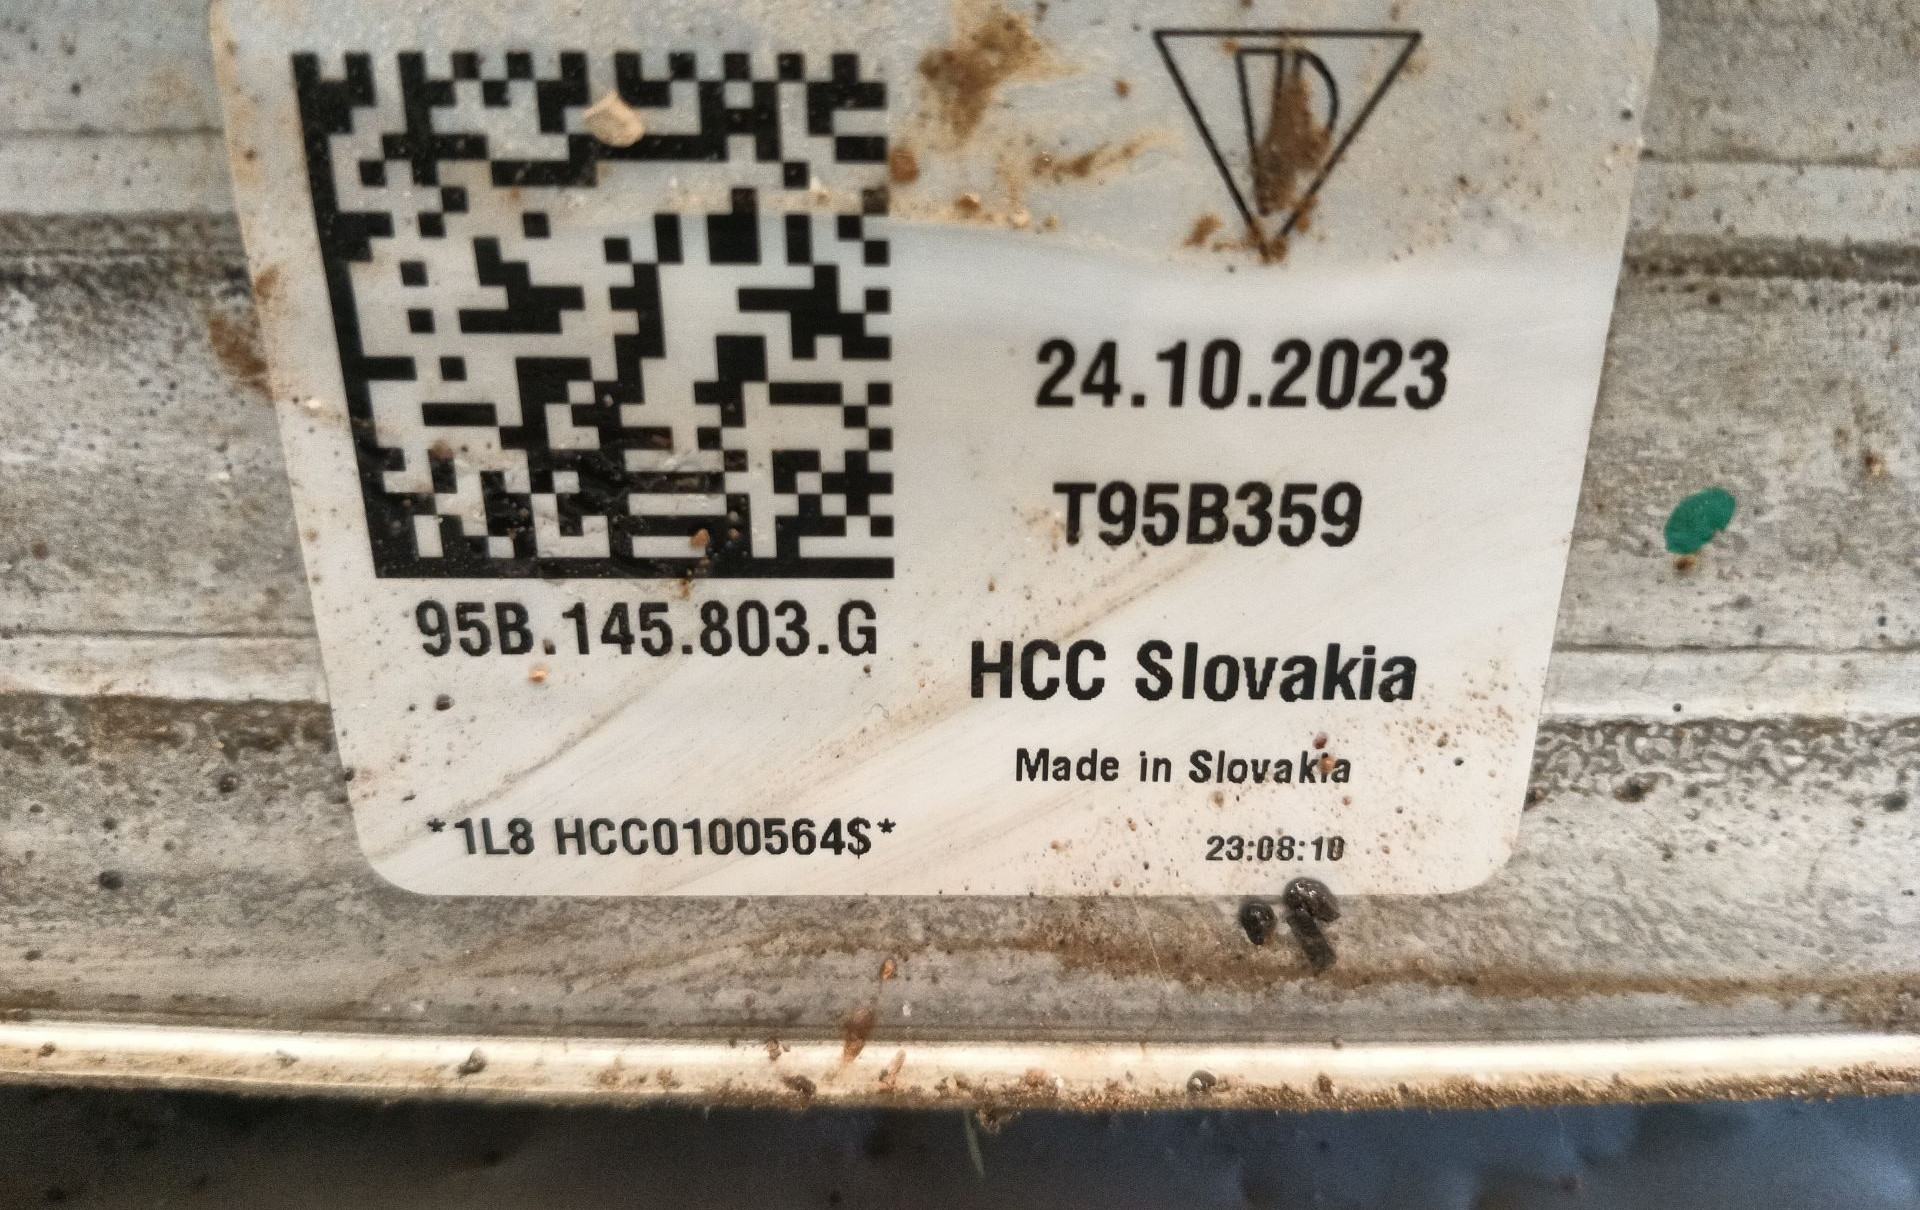 24.10.2023
T95B359
95B.145.803.G
HCC Slovakia
Made in Slovakia
*1L8 HCC0100564$*
23:08:10